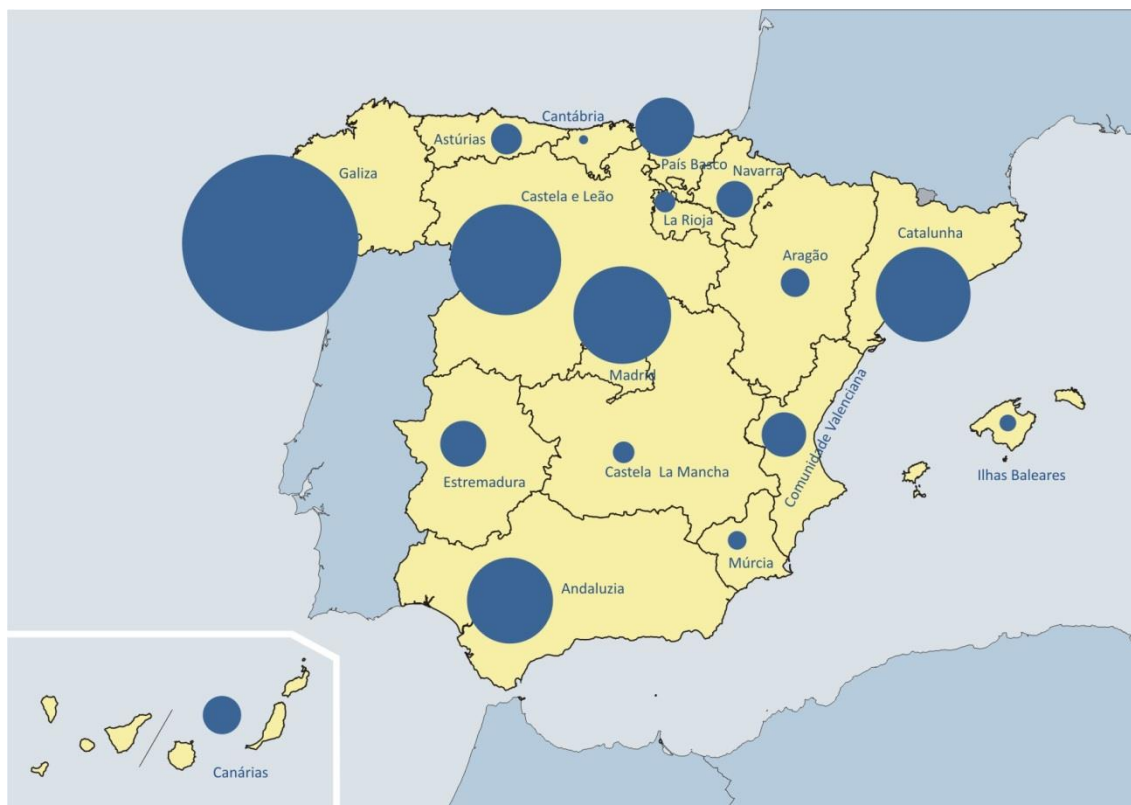 Cantábria
Astúrias
País Basco
Galiza
Navarra
Castela e Leão
La Rioja
Catalunha
Aragão
Madrid
Comunidade Valenciana
Castela La Mancha
Estremadura
Ilhas Baleares
Múrcia
Andaluzia
Canárias